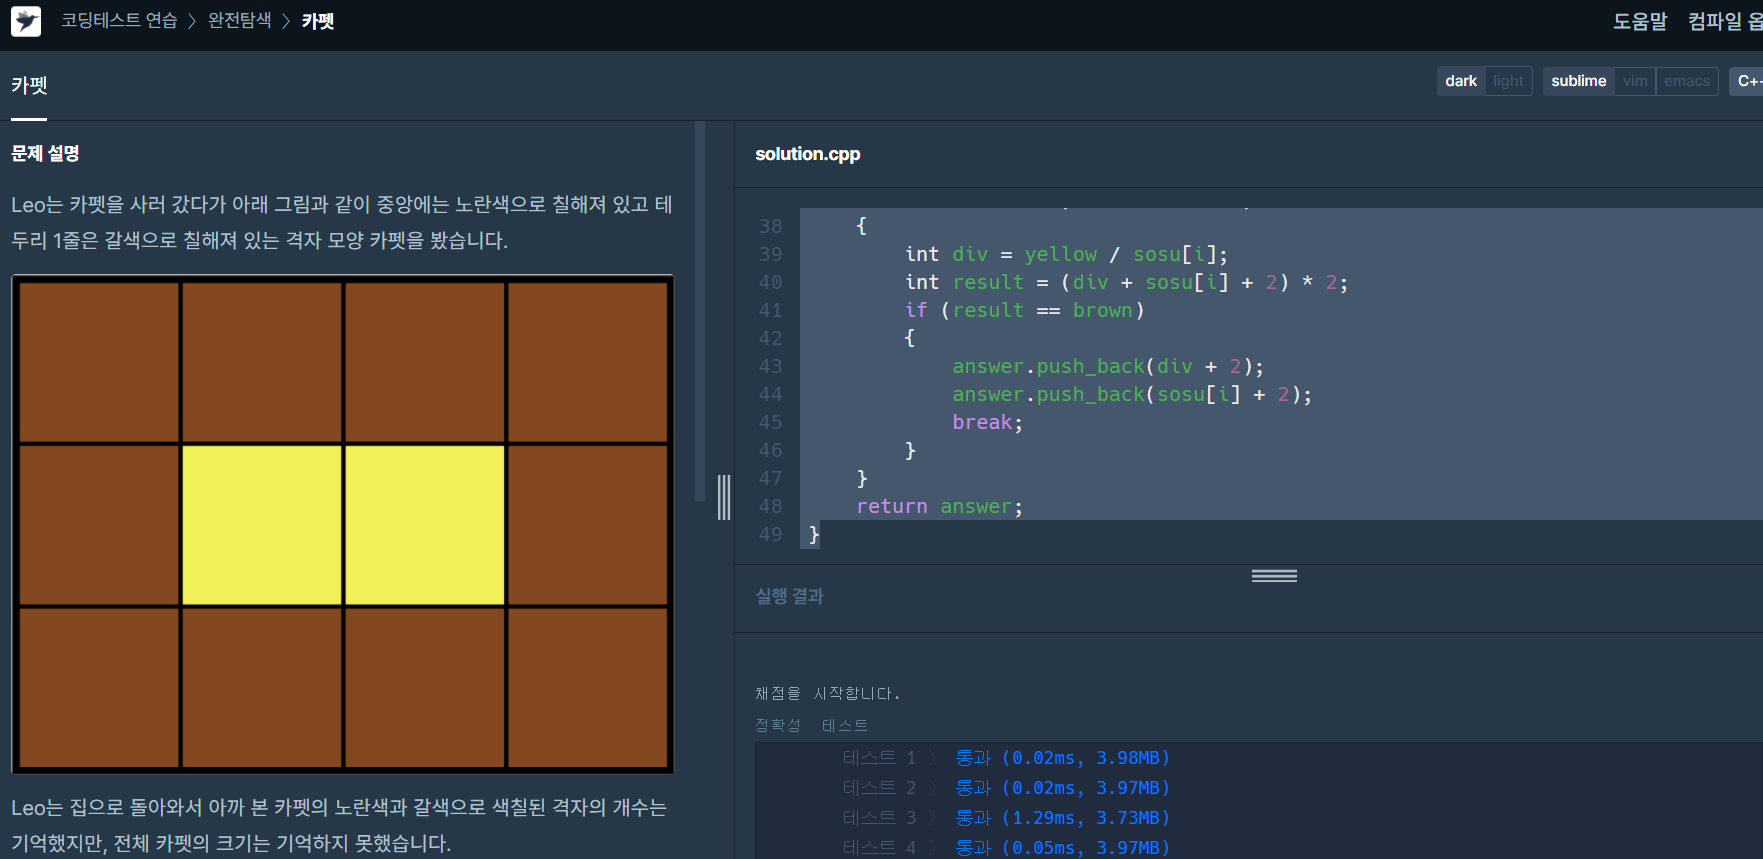 코딩테스트 연습 > 완전탐색 > 카펫
도움말 컴파일
카펫
dark light sublime vim emacs C+
문제 설명
Leo는 카펫을 사러 갔다가 아래 그림과 같이 중앙에는 노란색으로 칠해져 있고 테
두리 1줄은 갈색으로 칠해져 있는 격자 모양 카펫을 봤습니다.
Leo는 집으로 돌아와서 아까 본 카펫의 노란색과 갈색으로 색칠된 격자의 개수는
기억했지만, 전체 카펫의 크기는 기억하지 못했습니다.
solution.cpp
38 {
39 int div = yellow / sosu[i];
40 int result = (div + sosu[i] + 2) * 2;
41 if (result == brown)
42 {
43 answer.push_back(div + 2);
44 answer.push_back(sosu[i] + 2);
45 break;
46 }
47 }
48 return answer;
49 }
실행 결과
채점을 시작합니다.
정확성 테스트
테스트 1 > 통과 (0.02ms, 3.98MB)
테스트 2 > 통과 (0.02ms, 3.97MB)
테스트 3 > 통과 (1.29ms, 3.73MB)
테스트 4 > 통과 (0.05ms, 3.97MB)